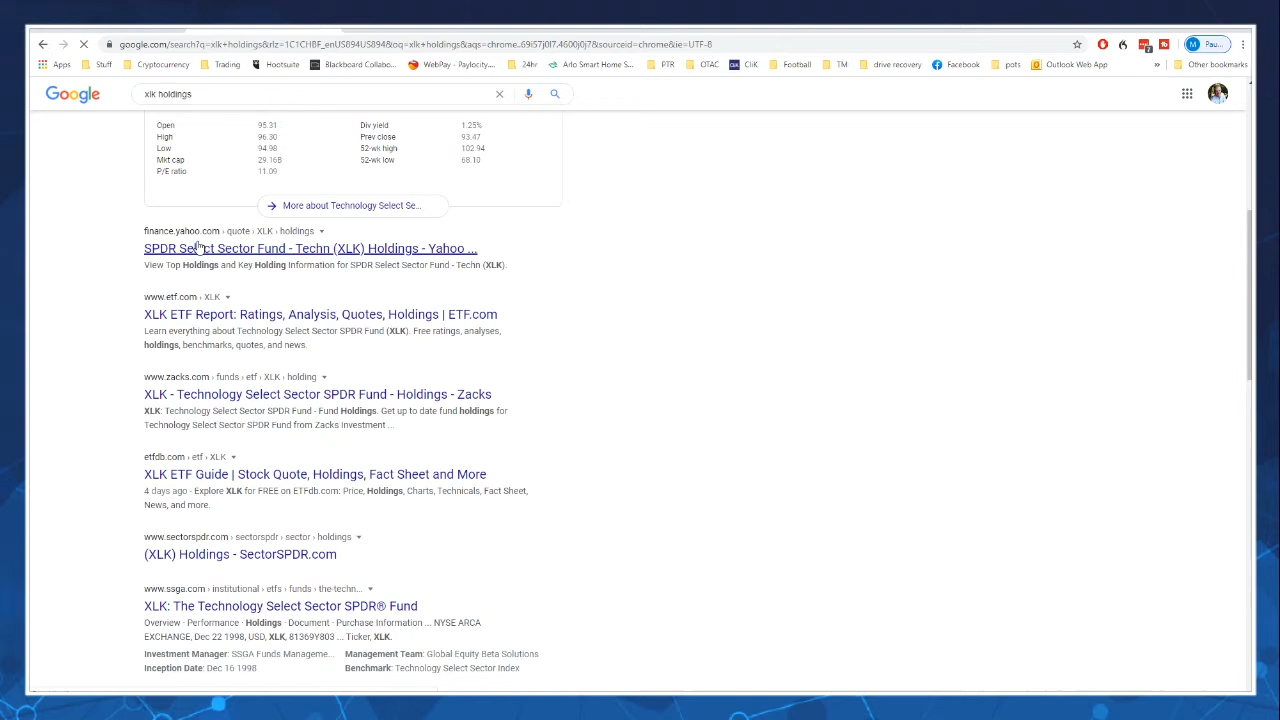 google.com/search?q=xlk+holdings&rlz=1C1CHBF_enUS894US894&oq=xlk+holdings&aqs=chrome..69i57j0l7.4600j0j7&sourceid=chrome&ie=UTF-8
7
M Pau...
Apps Stuff Cryptocurrency Trading Hootsuite Blackboard Collabo... WebPay - Paylocity... 24hr Arlo Smart Home S... PTR OTAC CliK Football TM drive recovery Facebook pots Outlook Web App » Other bookmarks
Google xlk holdings
Open 95.31 Div yield 1.25%
High 96.30 Prev close 93.47
Low 94.98 52-wk high 102.94
Mkt cap 29.16B 52-wk low 68.10
P/E ratio 11.09
More about Technology Select Se...
finance.yahoo.com › quote › XLK › holdings
SPDR Select Sector Fund - Techn (XLK) Holdings - Yahoo ...
View Top Holdings and Key Holding Information for SPDR Select Sector Fund - Techn (XLK).
www.etf.com › XLK
XLK ETF Report: Ratings, Analysis, Quotes, Holdings | ETF.com
Learn everything about Technology Select Sector SPDR Fund (XLK). Free ratings, analyses,
holdings, benchmarks, quotes, and news.
www.zacks.com › funds › etf › XLK › holding
XLK - Technology Select Sector SPDR Fund - Holdings - Zacks
XLK: Technology Select Sector SPDR Fund - Fund Holdings. Get up to date fund holdings for
Technology Select Sector SPDR Fund from Zacks Investment ...
etfdb.com › etf › XLK
XLK ETF Guide | Stock Quote, Holdings, Fact Sheet and More
4 days ago - Explore XLK for FREE on ETFdb.com: Price, Holdings, Charts, Technicals, Fact Sheet,
News, and more.
www.sectorspdr.com › sectorspdr › sector › holdings
(XLK) Holdings - SectorSPDR.com
www.ssga.com › institutional › etfs › funds › the-techn...
XLK: The Technology Select Sector SPDR® Fund
Overview · Performance · Holdings · Document · Purchase Information ... NYSE ARCA
EXCHANGE, Dec 22 1998, USD, XLK, 81369Y803 ... Ticker, XLK.
Investment Manager: SSGA Funds Manageme... Management Team: Global Equity Beta Solutions
Inception Date: Dec 16 1998 Benchmark: Technology Select Sector Index